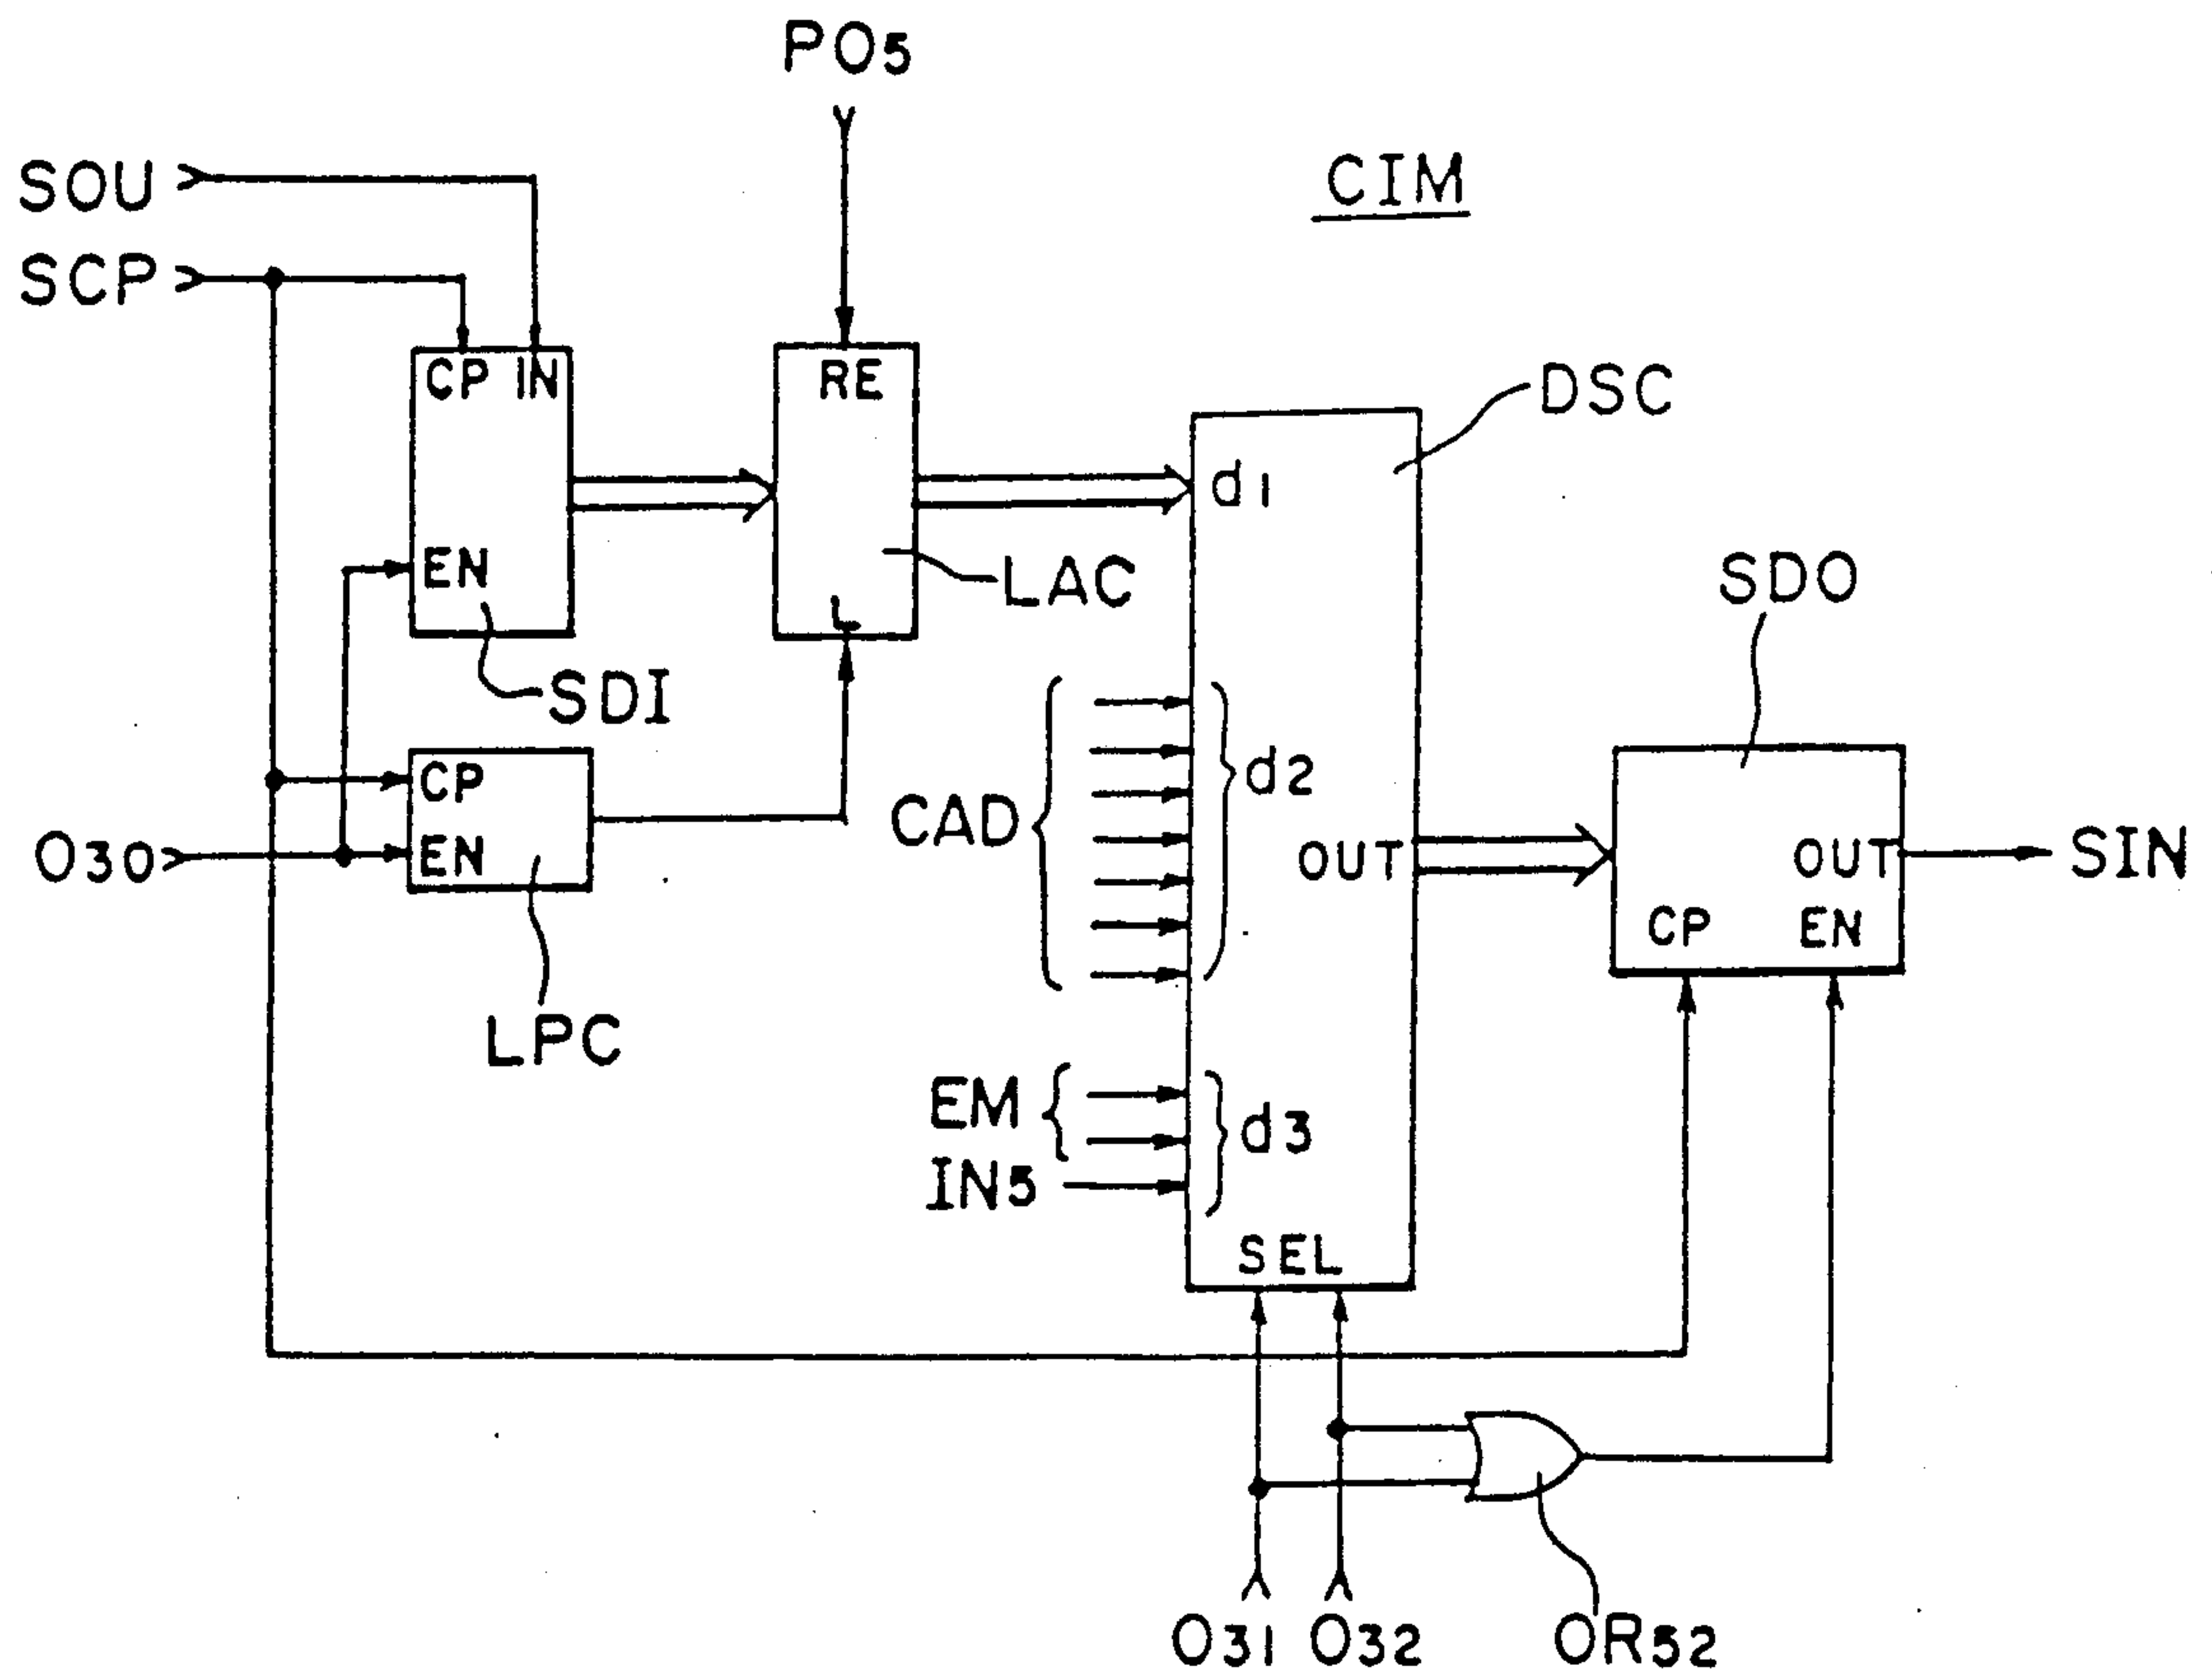 PO5
CIM
SOU
SCP
CP IN
RE
DSC
d1
EN
LAC
L
SDO
SDI
CP
d2
CAD
O30
EN
OUT
OUT
SIN
CP
EN
LPC
EM
d3
IN5
SEL
O31
O32
OR52